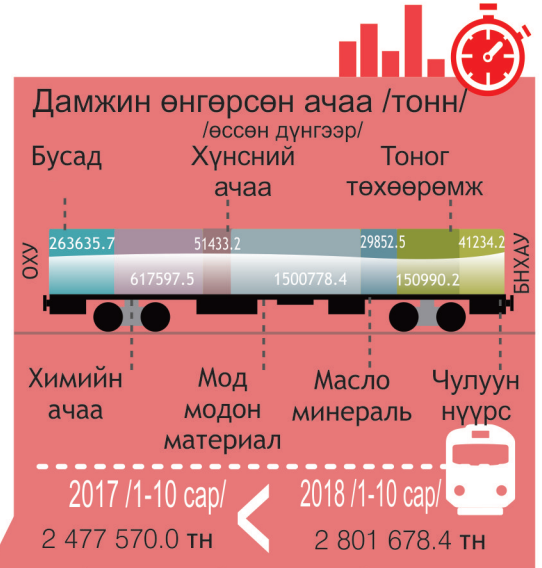 Дамжин өнгөрсөн ачаа /тонн/
/өссөн дүнгээр/
Бусад
Хүнсний
ачаа
Тоног
төхөөрөмж
ОХУ
263635.7
51433.2
29852.5
41234.2
617597.5
1500778.4
150990.2
БНХАУ
Химийн
ачаа
Мод
модон
материал
Масло
минераль
Чулуун
нүүрс
2017 /1-10 сар/
<
2018 /1-10 сар/
2 477 570.0 тн
2 801 678.4 тн